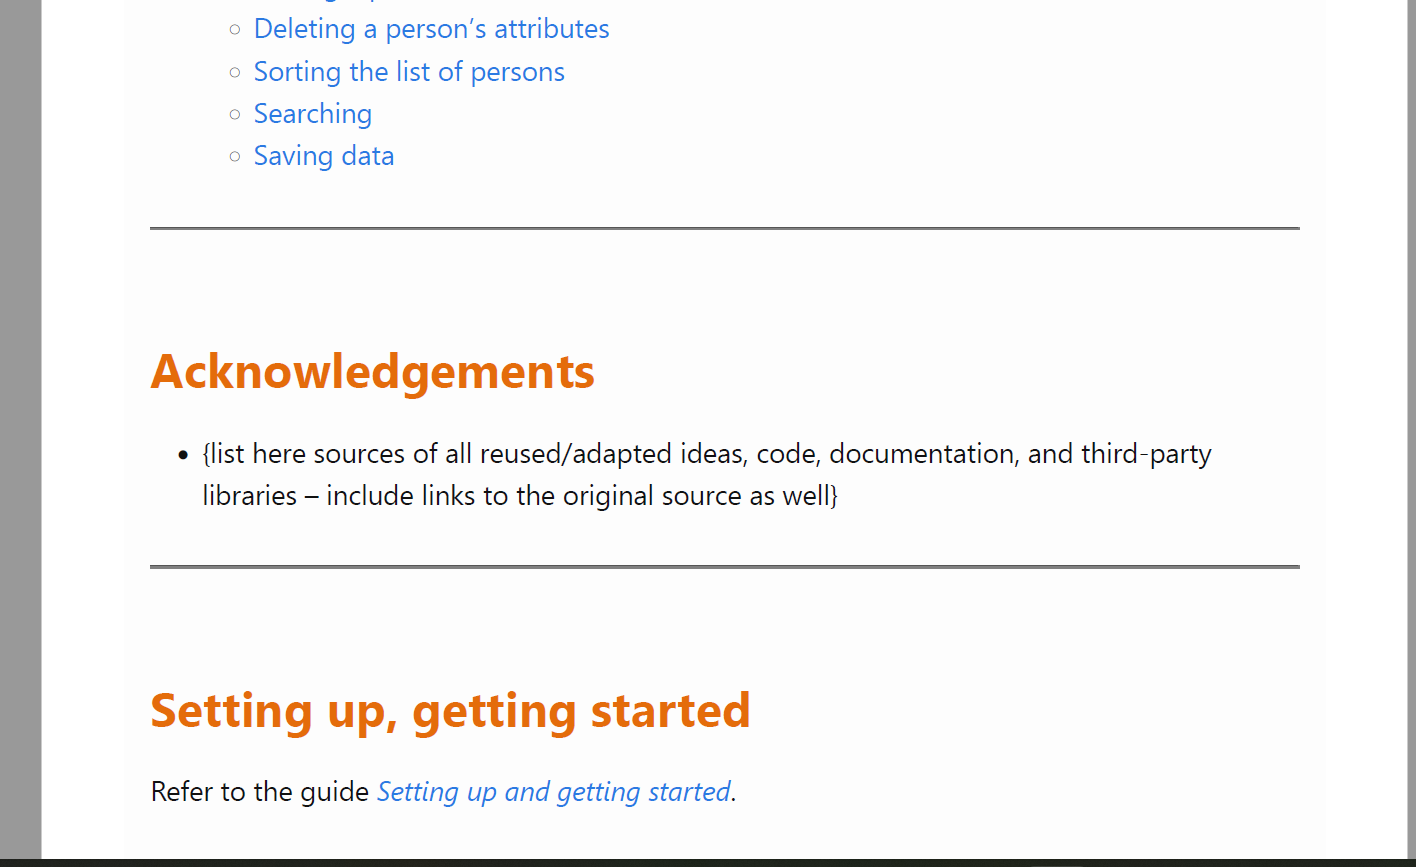 Deleting a person’s attributes
Sorting the list of persons
Searching
Saving data
Acknowledgements
{list here sources of all reused/adapted ideas, code, documentation, and third-party
libraries – include links to the original source as well}
Setting up, getting started
Refer to the guide Setting up and getting started.